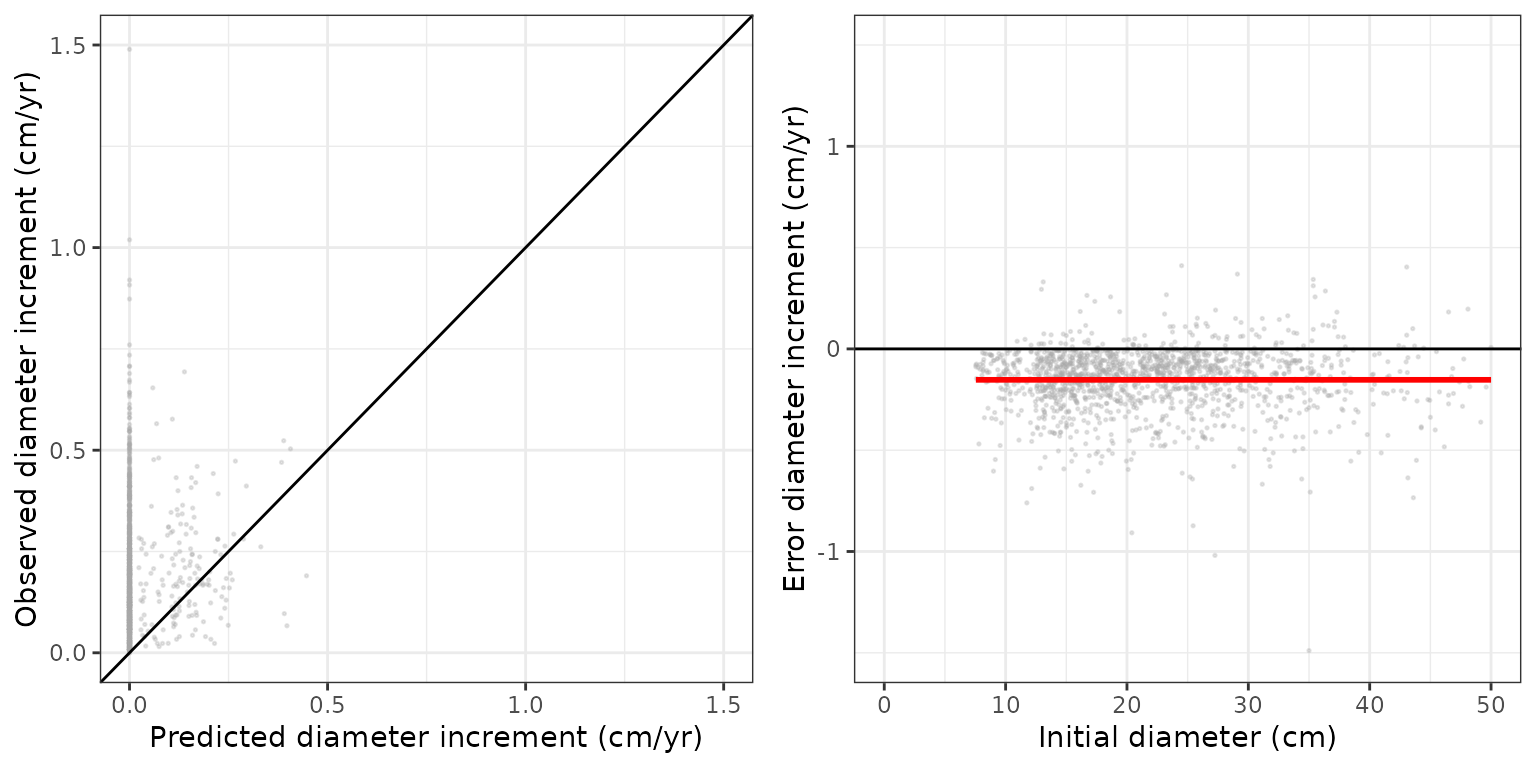 Observed diameter increment (cm/yr)
1.5
1.0
0.5
0.0
0.0 0.5 1.0 1.5
Predicted diameter increment (cm/yr)
Error diameter increment (cm/yr)
1
0
-1
0 10 20 30 40 50
Initial diameter (cm)